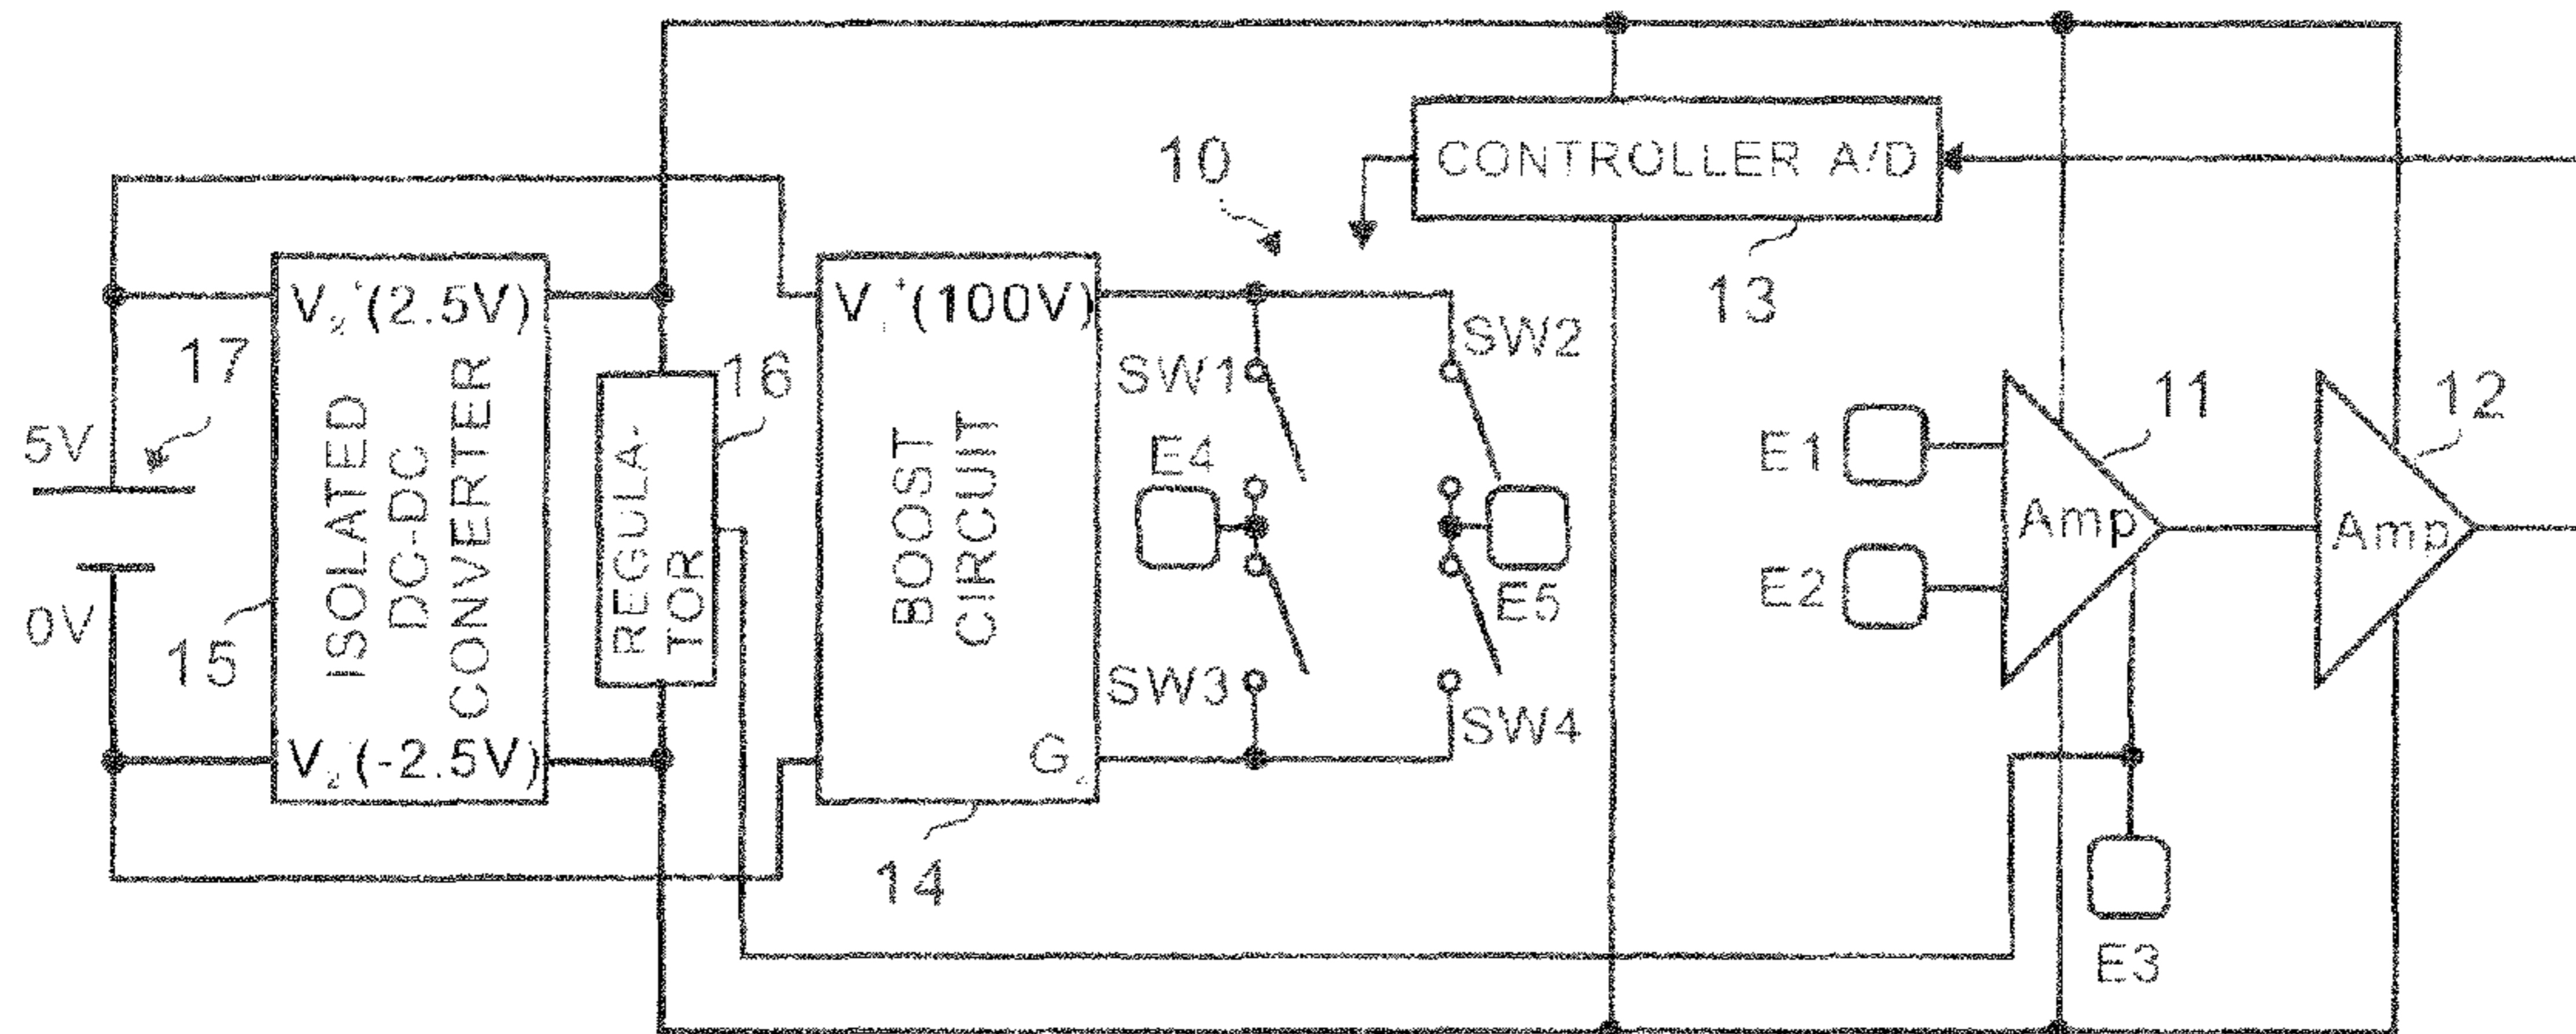 10
CONTROLLER A/D
13
V₂⁺(2.5V)
ISOLATED
DC-DC
CONVERTER
V₂⁻(-2.5V)
15
17
5V
0V
REGULA-
TOR
16
V₁⁺(100V)
BOOST
CIRCUIT
G
14
SW1
SW2
E4
E5
SW3
SW4
E1
E2
Amp
11
Amp
12
E3